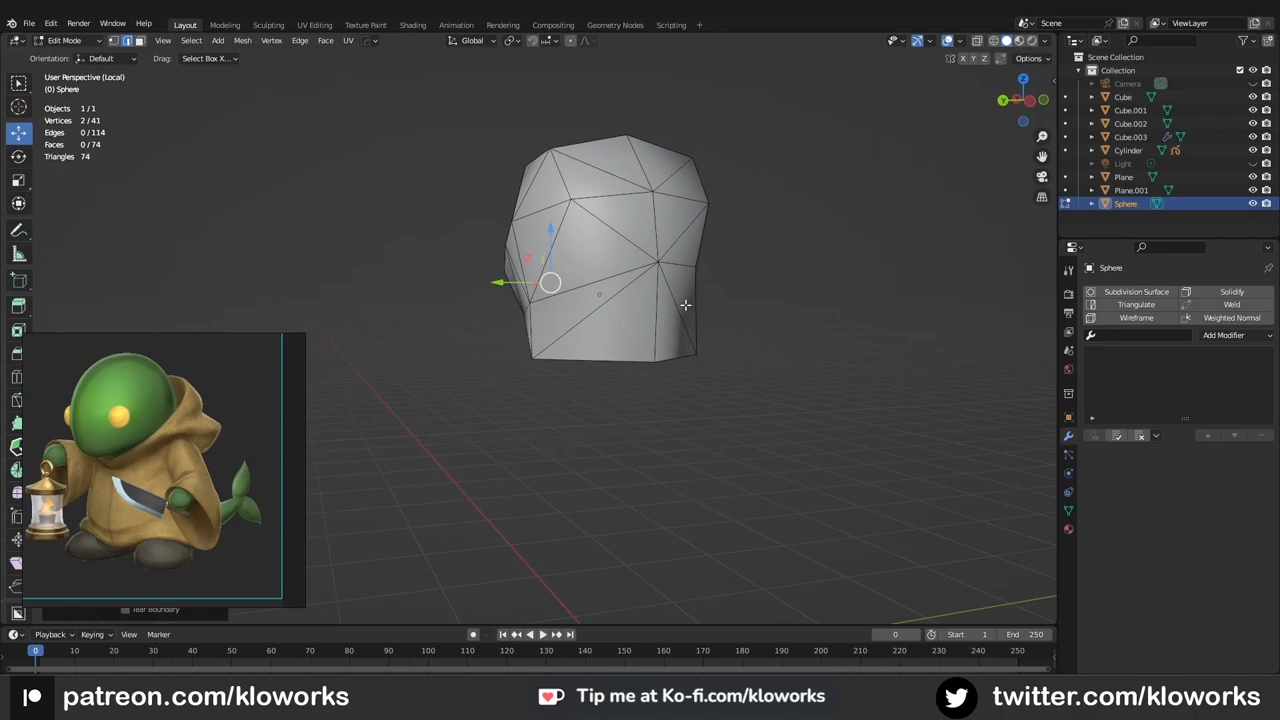 File Edit Render Window Help Layout Modeling Sculpting UV Editing Texture Paint Shading Animation Rendering Compositing Geometry Nodes Scripting + Scene ViewLayer
Edit Mode View Select Add Mesh Vertex Edge Face UV Global
Orientation: Default Drag: Select Box X... X Y Z Options
Scene Collection
Collection
Camera
Cube
Cube.001
Cube.002
Cube.003
Cylinder
Light
Plane
Plane.001
Sphere
User Perspective (Local)
(0) Sphere
Objects 1/1
Vertices 2/41
Edges 0/114
Faces 0/74
Triangles 74
Z
Y
Sphere
Subdivision Surface Solidify
Triangulate Weld
Wireframe Weighted Normal
Add Modifier
Tear Boundary
Playback Keying View Marker 0 Start 1 End 250
0 10 20 30 40 50 60 70 80 90 100 110 120 130 140 150 160 170 180 190 200 210 220 230 240 250
patreon.com/kloworks Tip me at Ko-fi.com/kloworks twitter.com/kloworks